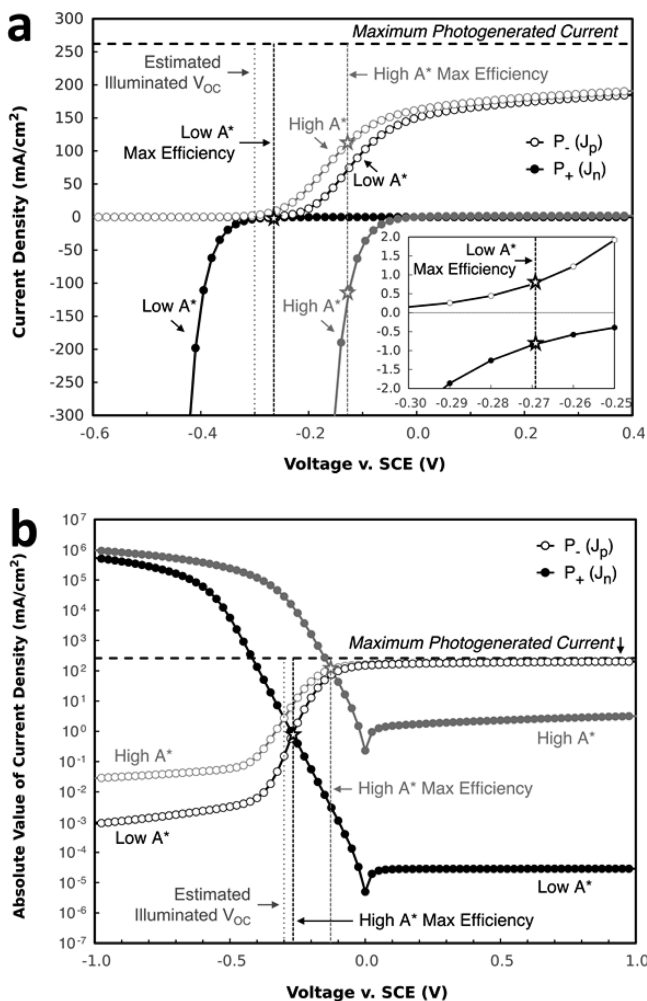 a
Maximum Photogenerated Current
Estimated
Illuminated VOC
High A* Max Efficiency
Low A*
Max Efficiency
High A*
Low A*
P- (Jp)
P+ (Jn)
Low A*
High A*
Low A*
Max Efficiency
2.0
1.5
1.0
0.5
0.0
-0.5
-1.0
-1.5
-2.0
-0.30
-0.29
-0.28
-0.27
-0.26
-0.25
300
250
200
150
100
50
0
-50
-100
-150
-200
-250
-300
Current Density (mA/cm²)
-0.6
-0.4
-0.2
0.0
0.2
0.4
Voltage v. SCE (V)
b
P- (Jp)
P+ (Jn)
Maximum Photogenerated Current
High A*
Low A*
High A*
High A* Max Efficiency
Low A*
Estimated
Illuminated VOC
High A* Max Efficiency
10⁷
10⁶
10⁵
10⁴
10³
10²
10¹
10⁰
10⁻¹
10⁻²
10⁻³
10⁻⁴
10⁻⁵
10⁻⁶
10⁻⁷
Absolute Value of Current Density (mA/cm²)
-1.0
-0.5
0.0
0.5
1.0
Voltage v. SCE (V)